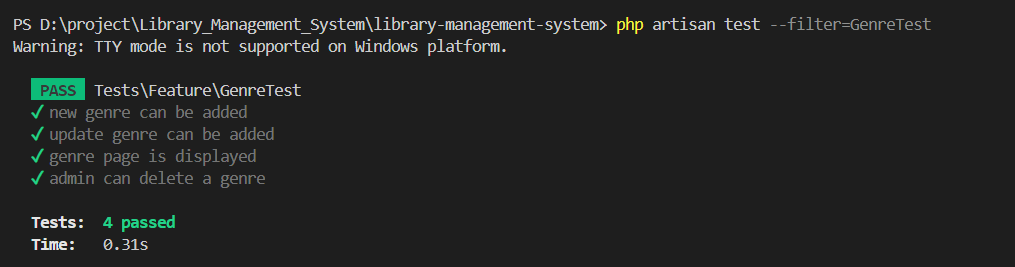 PS D:\project\Library_Management_System\library-management-system> php artisan test --filter=GenreTest
Warning: TTY mode is not supported on Windows platform.
PASS Tests\Feature\GenreTest
✓ new genre can be added
✓ update genre can be added
✓ genre page is displayed
✓ admin can delete a genre
Tests: 4 passed
Time: 0.31s